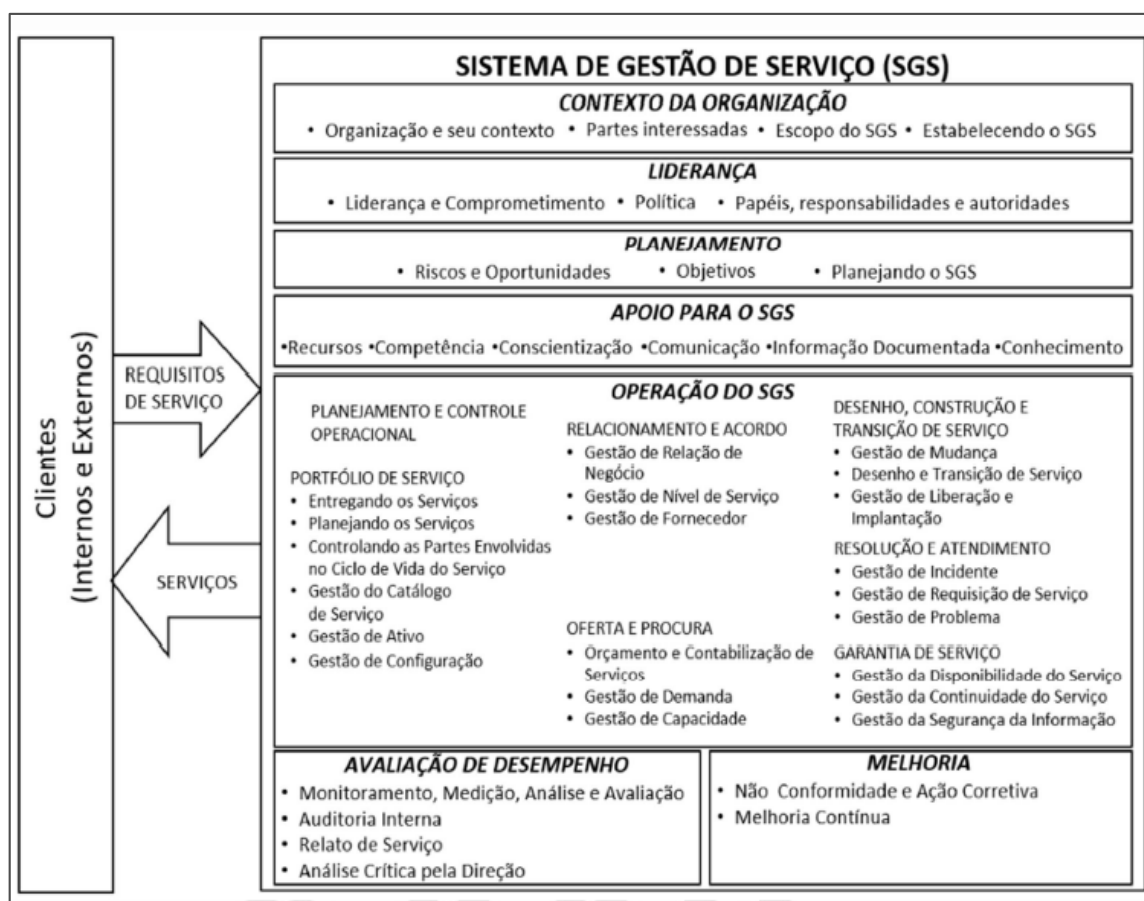 Clientes
(Internos e Externos)
REQUISITOS
DE SERVIÇO
SERVIÇOS
SISTEMA DE GESTÃO DE SERVIÇO (SGS)
CONTEXTO DA ORGANIZAÇÃO
• Organização e seu contexto • Partes interessadas • Escopo do SGS • Estabelecendo o SGS
LIDERANÇA
• Liderança e Comprometimento • Política • Papéis, responsabilidades e autoridades
PLANEJAMENTO
• Riscos e Oportunidades • Objetivos • Planejando o SGS
APOIO PARA O SGS
•Recursos •Competência •Conscientização •Comunicação •Informação Documentada •Conhecimento
OPERAÇÃO DO SGS
PLANEJAMENTO E CONTROLE
OPERACIONAL
PORTFÓLIO DE SERVIÇO
• Entregando os Serviços
• Planejando os Serviços
• Controlando as Partes Envolvidas
no Ciclo de Vida do Serviço
• Gestão do Catálogo
de Serviço
• Gestão de Ativo
• Gestão de Configuração
RELACIONAMENTO E ACORDO
• Gestão de Relação de
Negócio
• Gestão de Nível de Serviço
• Gestão de Fornecedor
OFERTA E PROCURA
• Orçamento e Contabilização de
Serviços
• Gestão de Demanda
• Gestão de Capacidade
DESENHO, CONSTRUÇÃO E
TRANSIÇÃO DE SERVIÇO
• Gestão de Mudança
• Desenho e Transição de Serviço
• Gestão de Liberação e
Implantação
RESOLUÇÃO E ATENDIMENTO
• Gestão de Incidente
• Gestão de Requisição de Serviço
• Gestão de Problema
GARANTIA DE SERVIÇO
• Gestão da Disponibilidade do Serviço
• Gestão da Continuidade do Serviço
• Gestão da Segurança da Informação
AVALIAÇÃO DE DESEMPENHO
• Monitoramento, Medição, Análise e Avaliação
• Auditoria Interna
• Relato de Serviço
• Análise Crítica pela Direção
MELHORIA
• Não Conformidade e Ação Corretiva
• Melhoria Contínua